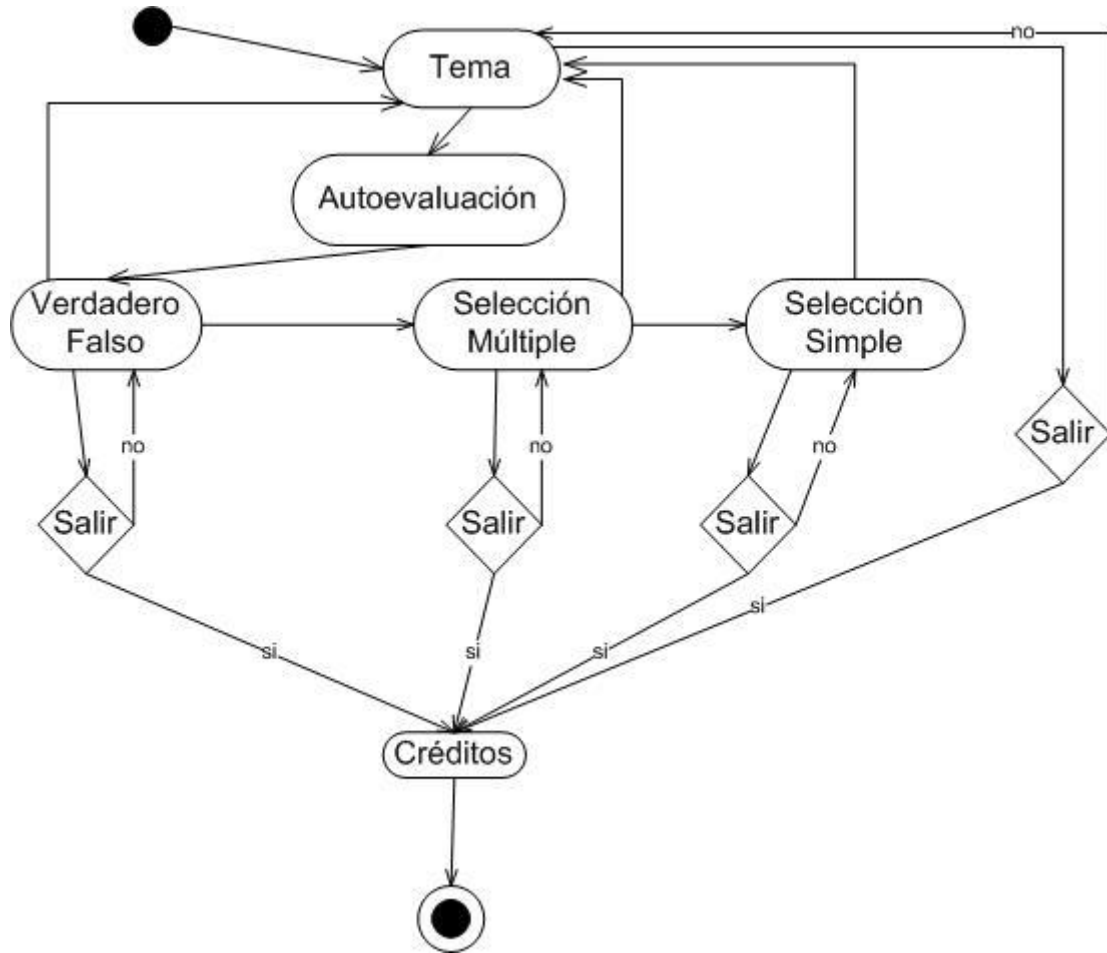 no
Tema
Autoevaluación
Verdadero
Falso
Selección
Múltiple
Selección
Simple
Salir
no
no
no
Salir
Salir
Salir
si
si
si
si
Créditos